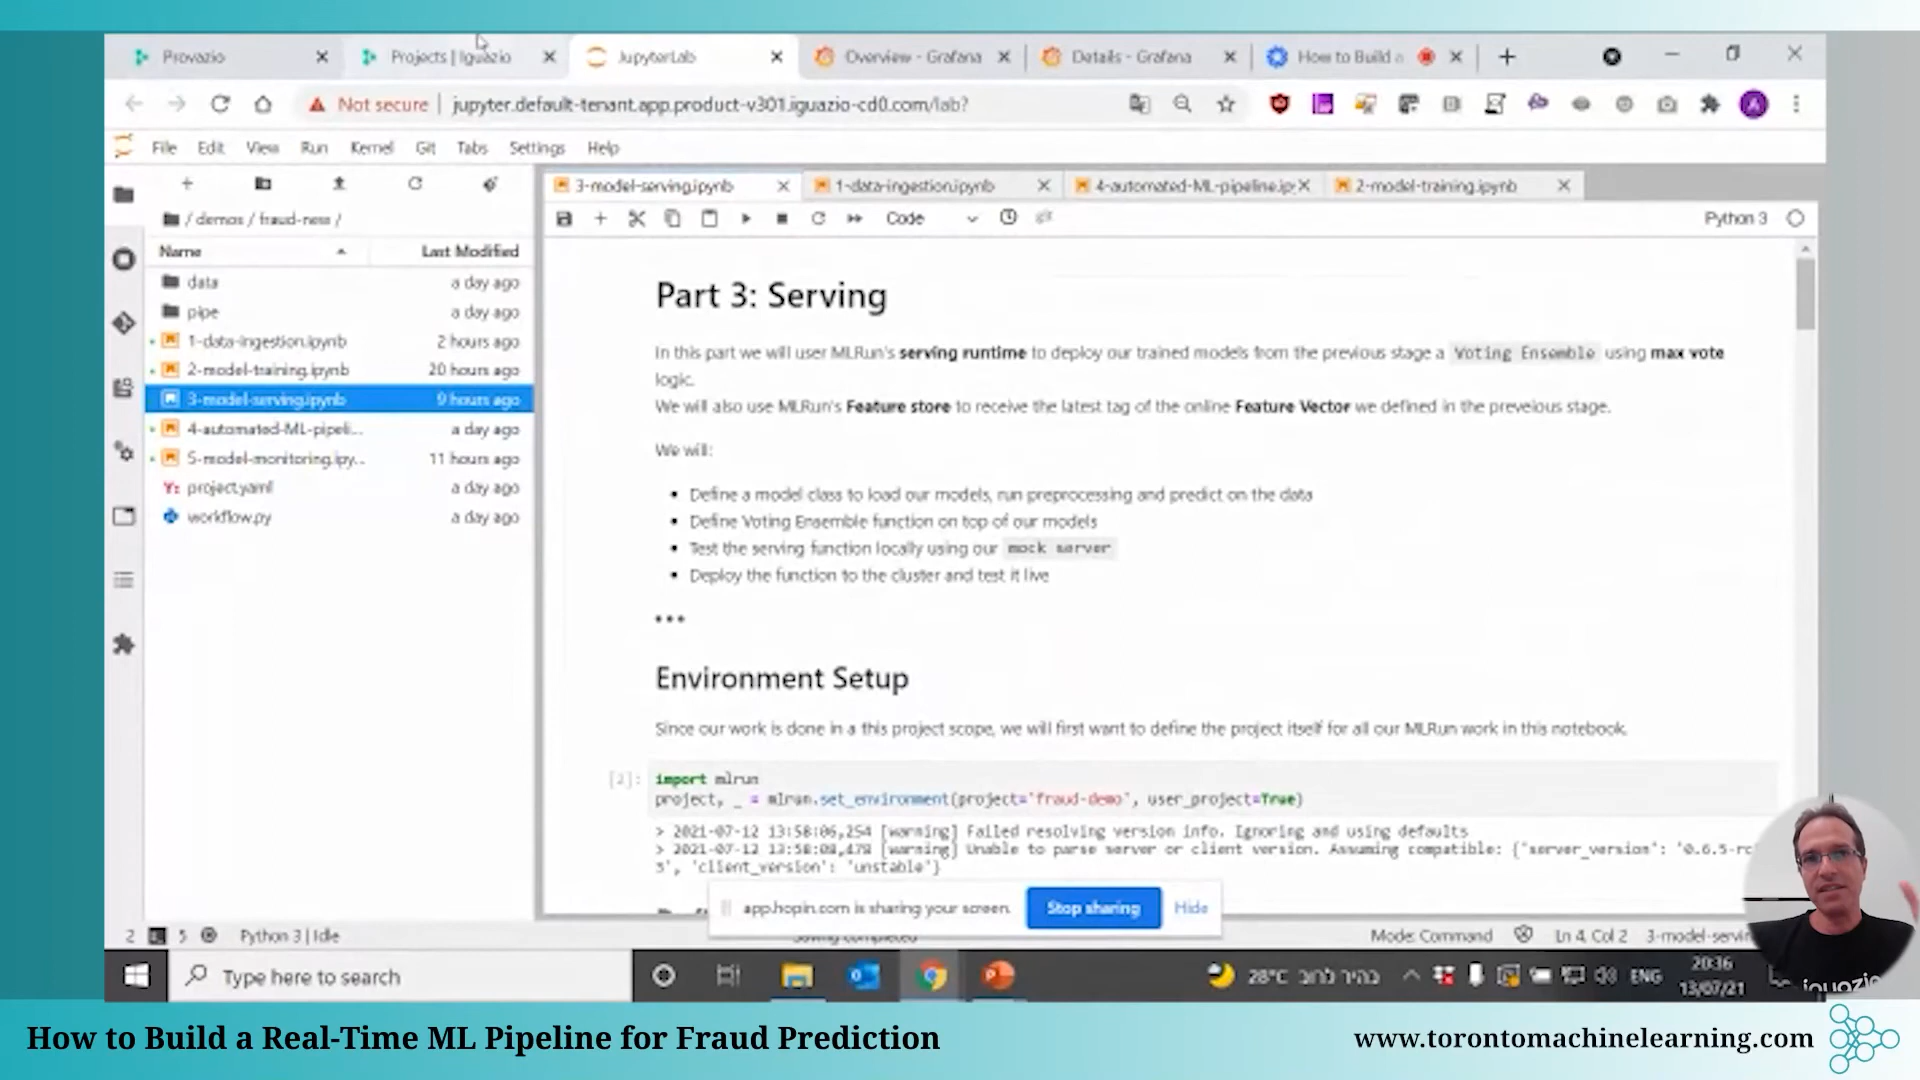 Provazio
Projects | Iguazio
JupyterLab
Overview - Grafana
Details - Grafana
How to Build a
Not secure
jupyter.default-tenant.app.product-v301.iguazio-cd0.com/lab?
File Edit View Run Kernel Git Tabs Settings Help
3-model-serving.ipynb
1-data-ingestion.ipynb
4-automated-ML-pipeline.ip
2-model-training.ipynb
/ demos / fraud-new /
Code
Python 3
Name
Last Modified
data a day ago
pipe a day ago
1-data-ingestion.ipynb 2 hours ago
2-model-training.ipynb 20 hours ago
3-model-serving.ipynb 9 hours ago
4-automated-ML-pipeli... a day ago
5-model-monitoring.ipy... 11 hours ago
project.yaml a day ago
workflow.py a day ago
Part 3: Serving
In this part we will user MLRun's serving runtime to deploy our trained models from the previous stage a Voting Ensemble using max vote
logic.
We will also use MLRun's Feature store to receive the latest tag of the online Feature Vector we defined in the preveious stage.
We will:
• Define a model class to load our models, run preprocessing and predict on the data
• Define Voting Ensemble function on top of our models
• Test the serving function locally using our mock server
• Deploy the function to the cluster and test it live
•••
Environment Setup
Since our work is done in a this project scope, we will first want to define the project itself for all our MLRun work in this notebook.
[2]:
import mlrun
project, _ = mlrun.set_environment(project='fraud-demo', user_project=True)
> 2021-07-12 13:58:06,254 [warning] Failed resolving version info. Ignoring and using defaults
> 2021-07-12 13:58:08,478 [warning] Unable to parse server or client version. Assuming compatible: {'server_version': '0.6.5-rc
', 'client_version': 'unstable'}
app.hopin.com is sharing your screen.
Stop sharing
Hide
2 5 Python 3 | Idle
Saving completed
Mode: Command
Ln 4, Col 2
3-model-servin
Type here to search
28°C בהיר לרוב
ENG
20:36
13/07/21
iguazio
How to Build a Real-Time ML Pipeline for Fraud Prediction
www.torontomachinelearning.com